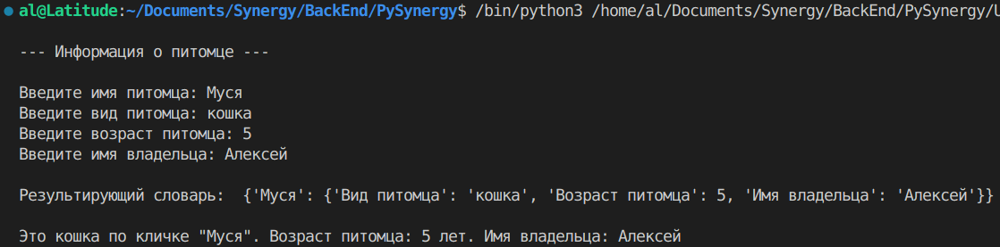 al@Latitude:~/Documents/Synergy/BackEnd/PySynergy$ /bin/python3 /home/al/Documents/Synergy/BackEnd/PySynergy/
--- Информация о питомце ---
Введите имя питомца: Муся
Введите вид питомца: кошка
Введите возраст питомца: 5
Введите имя владельца: Алексей
Результирующий словарь:  {'Муся': {'Вид питомца': 'кошка', 'Возраст питомца': 5, 'Имя владельца': 'Алексей'}}
Это кошка по кличке "Муся". Возраст питомца: 5 лет. Имя владельца: Алексей